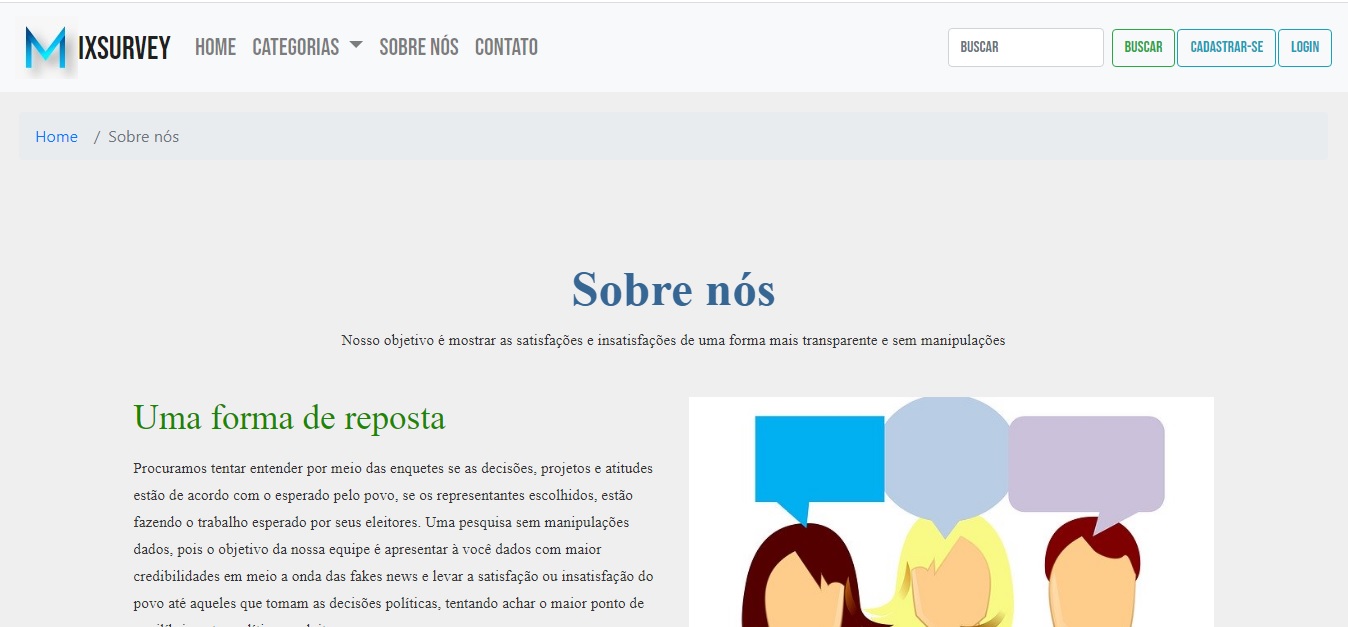 MIXSURVEY HOME CATEGORIAS SOBRE NÓS CONTATO BUSCAR BUSCAR CADASTRAR-SE LOGIN
Home / Sobre nós
Sobre nós
Nosso objetivo é mostrar as satisfações e insatisfações de uma forma mais transparente e sem manipulações
Uma forma de reposta
Procuramos tentar entender por meio das enquetes se as decisões, projetos e atitudes
estão de acordo com o esperado pelo povo, se os representantes escolhidos, estão
fazendo o trabalho esperado por seus eleitores. Uma pesquisa sem manipulações
dados, pois o objetivo da nossa equipe é apresentar à você dados com maior
credibilidades em meio a onda das fakes news e levar a satisfação ou insatisfação do
povo até aqueles que tomam as decisões políticas, tentando achar o maior ponto de